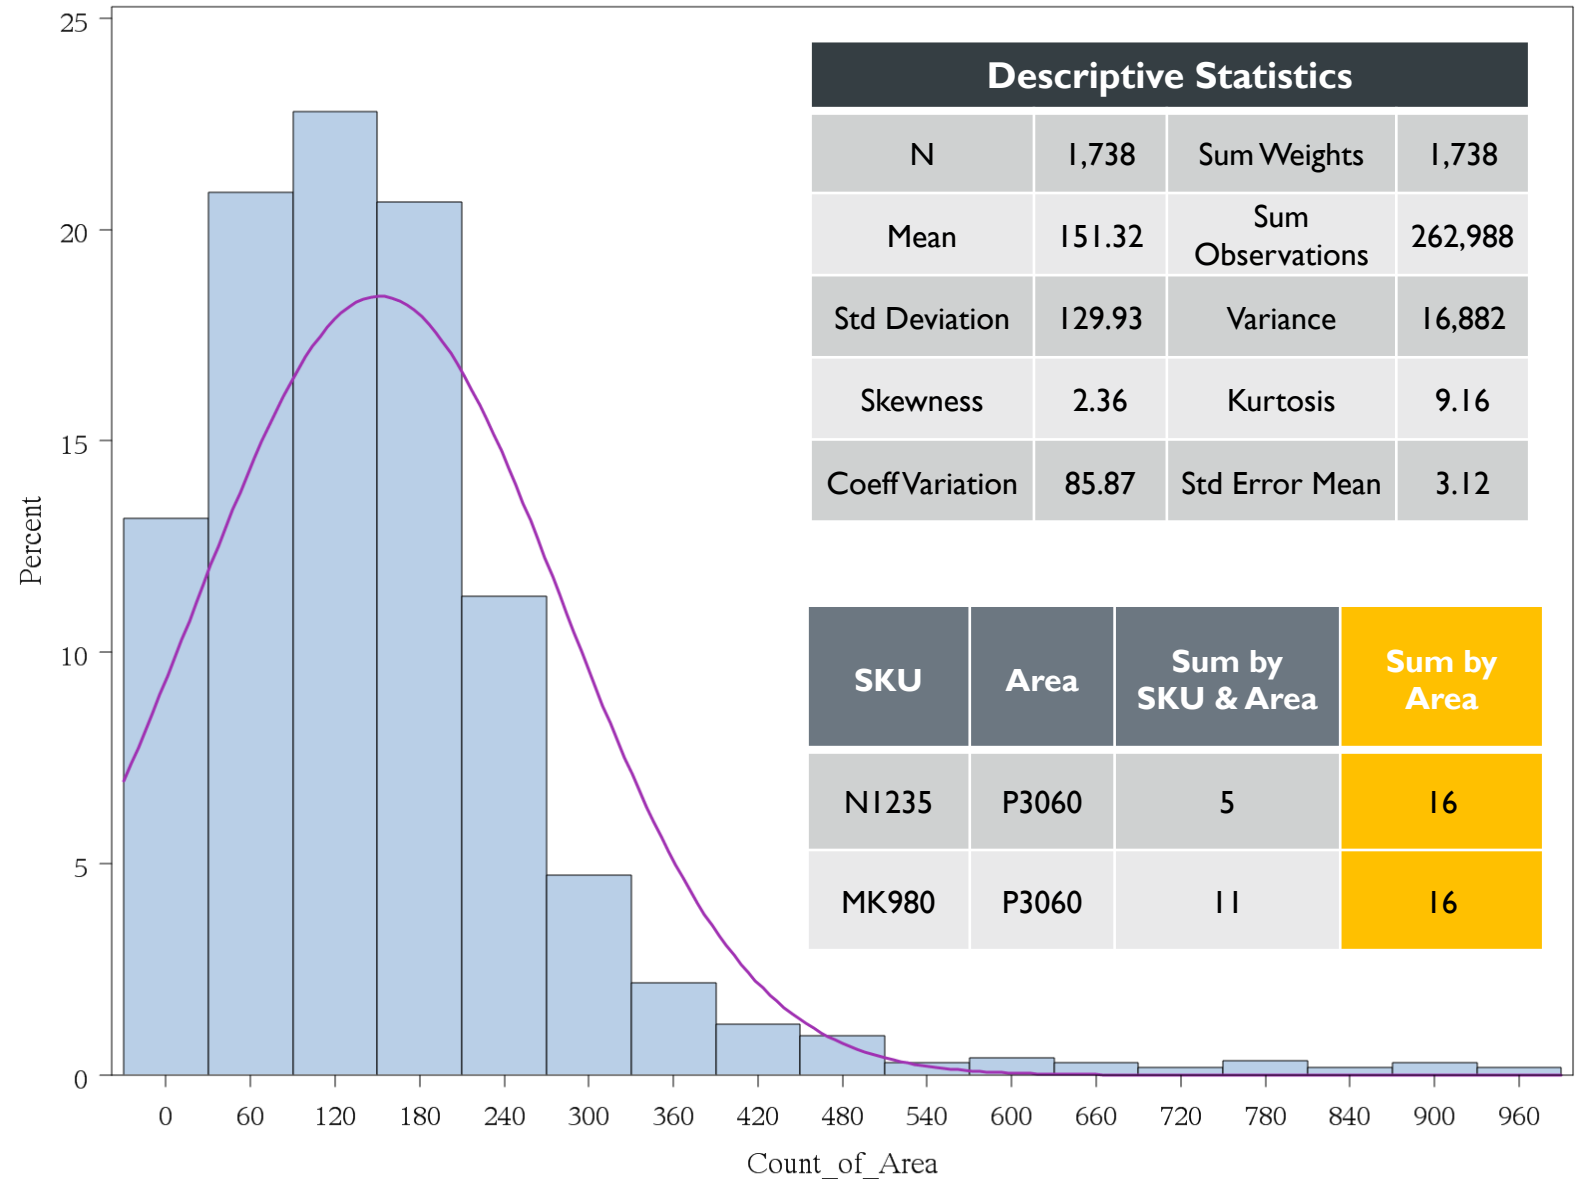 25
20
15
10
5
0
Percent
0 60 120 180 240 300 360 420 480 540 600 660 720 780 840 900 960
Count_of_Area
Descriptive Statistics
N 1,738 Sum Weights 1,738
Mean 151.32 Sum Observations 262,988
Std Deviation 129.93 Variance 16,882
Skewness 2.36 Kurtosis 9.16
Coeff Variation 85.87 Std Error Mean 3.12
SKU Area Sum by SKU & Area Sum by Area
N1235 P3060 5 16
MK980 P3060 11 16